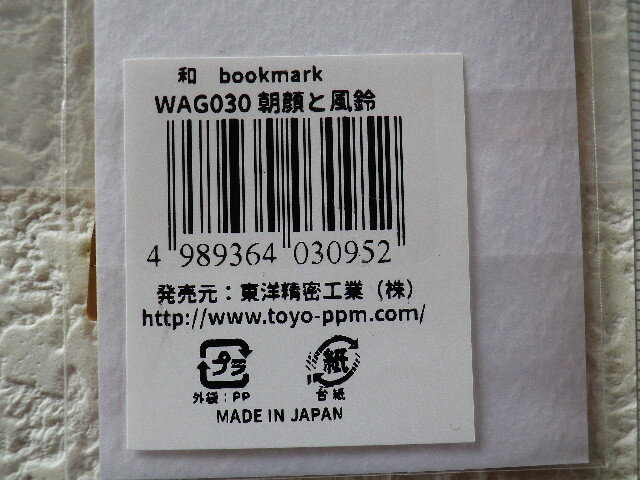 和 bookmark
WAG030 朝顔と風鈴
4 989364 030952
発売元：東洋精密工業（株）
http://www.toyo-ppm.com/
プラ 紙
外袋：PP 台紙
MADE IN JAPAN